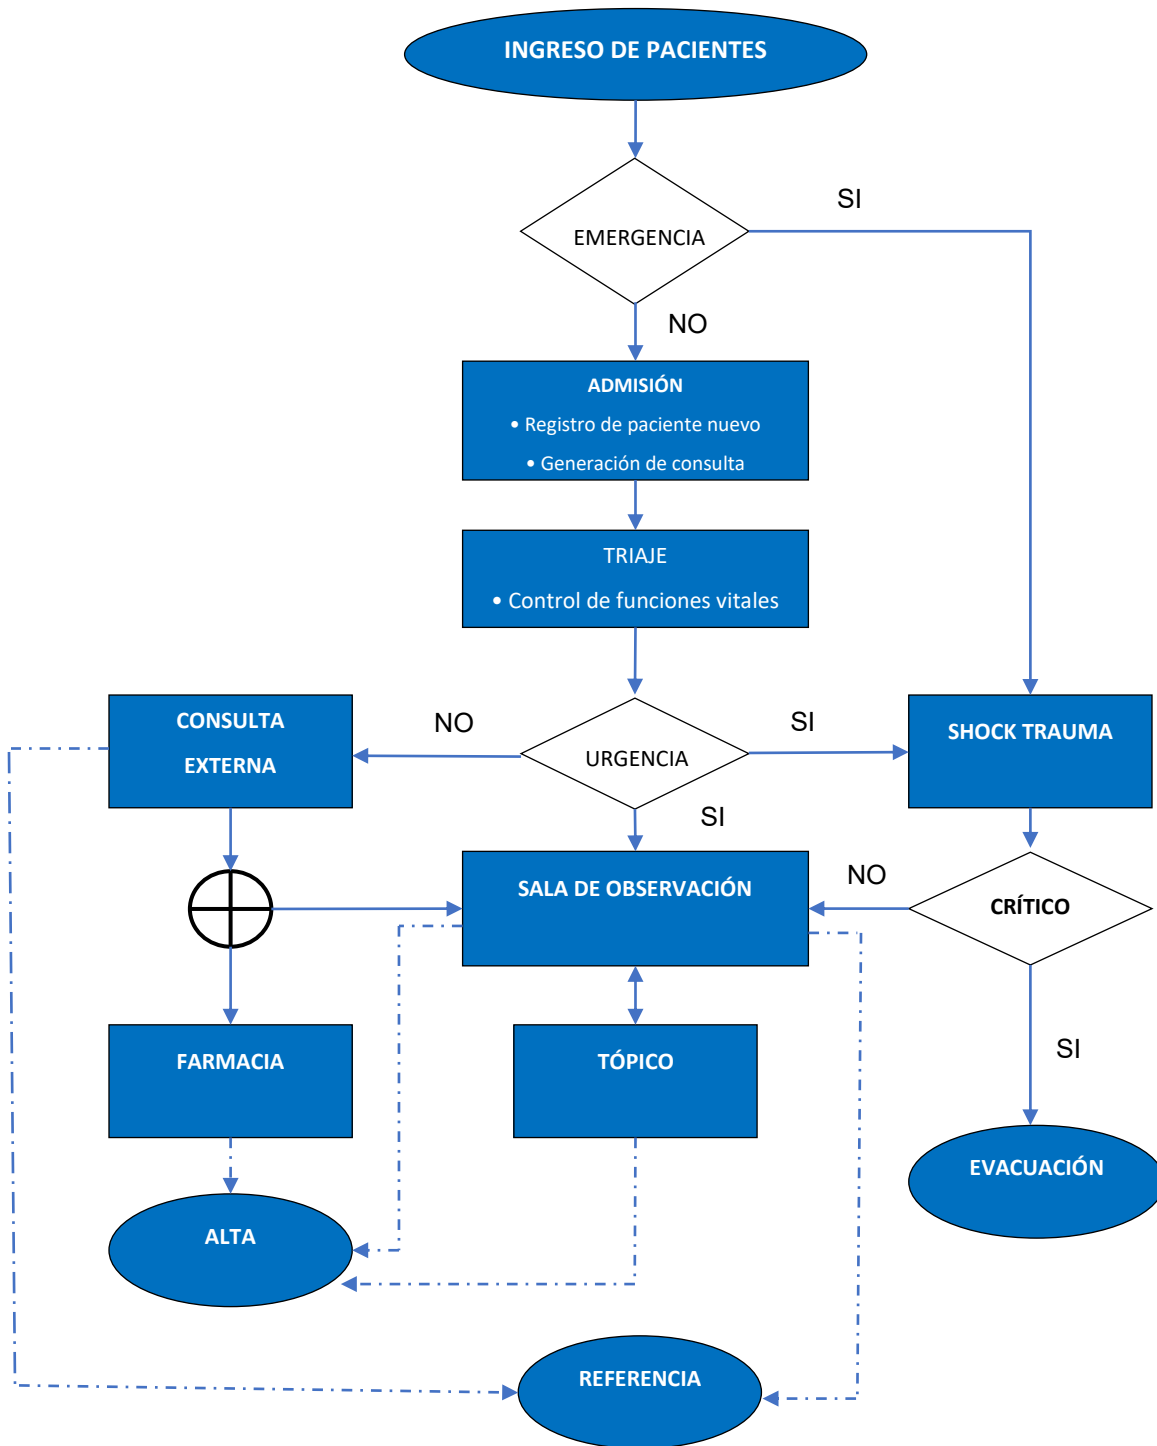 INGRESO DE PACIENTES
SI
EMERGENCIA
NO
ADMISIÓN
• Registro de paciente nuevo
• Generación de consulta
TRIAJE
• Control de funciones vitales
CONSULTA
EXTERNA
NO
URGENCIA
SI
SHOCK TRAUMA
SI
SALA DE OBSERVACIÓN
NO
CRÍTICO
FARMACIA
TÓPICO
SI
EVACUACIÓN
ALTA
REFERENCIA